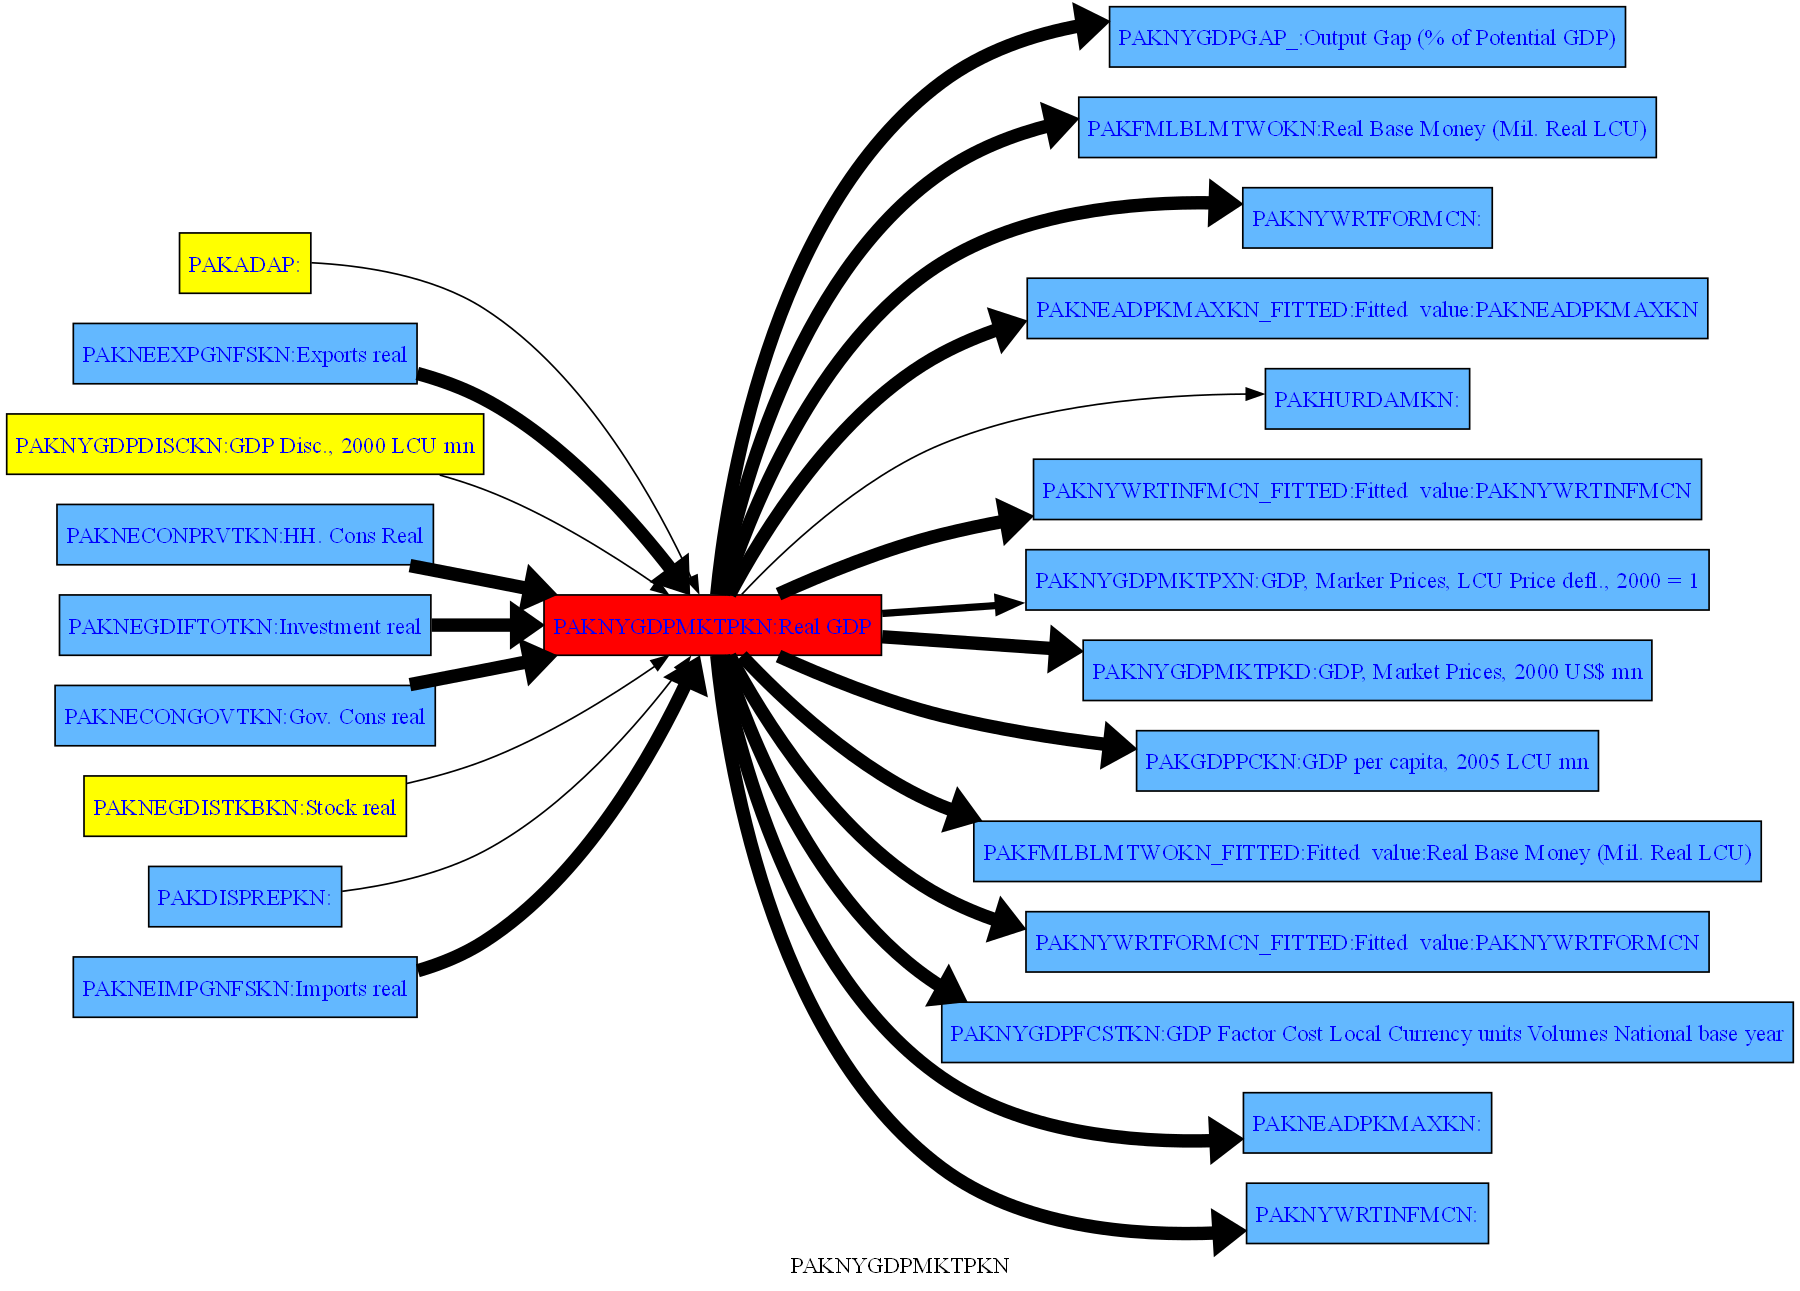 PAKADAP:
PAKNEEXPGNFSKN:Exports real
PAKNYGDPDISCKN:GDP Disc., 2000 LCU mn
PAKNECONPRVTKN:HH. Cons Real
PAKNEGDIFTOTKN:Investment real
PAKNECONGOVTKN:Gov. Cons real
PAKNEGDISTKBKN:Stock real
PAKDISPREPKN:
PAKNEIMPGNFSKN:Imports real
PAKNYGDPMKTPKN:Real GDP
PAKNYGDPGAP_:Output Gap (% of Potential GDP)
PAKFMLBLMTWOKN:Real Base Money (Mil. Real LCU)
PAKNYWRTFORMCN:
PAKNEADPKMAXKN_FITTED:Fitted  value:PAKNEADPKMAXKN
PAKHURDAMKN:
PAKNYWRTINFMCN_FITTED:Fitted  value:PAKNYWRTINFMCN
PAKNYGDPMKTPXN:GDP, Marker Prices, LCU Price defl., 2000 = 1
PAKNYGDPMKTPKD:GDP, Market Prices, 2000 US$ mn
PAKGDPPCKN:GDP per capita, 2005 LCU mn
PAKFMLBLMTWOKN_FITTED:Fitted  value:Real Base Money (Mil. Real LCU)
PAKNYWRTFORMCN_FITTED:Fitted  value:PAKNYWRTFORMCN
PAKNYGDPFCSTKN:GDP Factor Cost Local Currency units Volumes National base year
PAKNEADPKMAXKN:
PAKNYWRTINFMCN:
PAKNYGDPMKTPKN